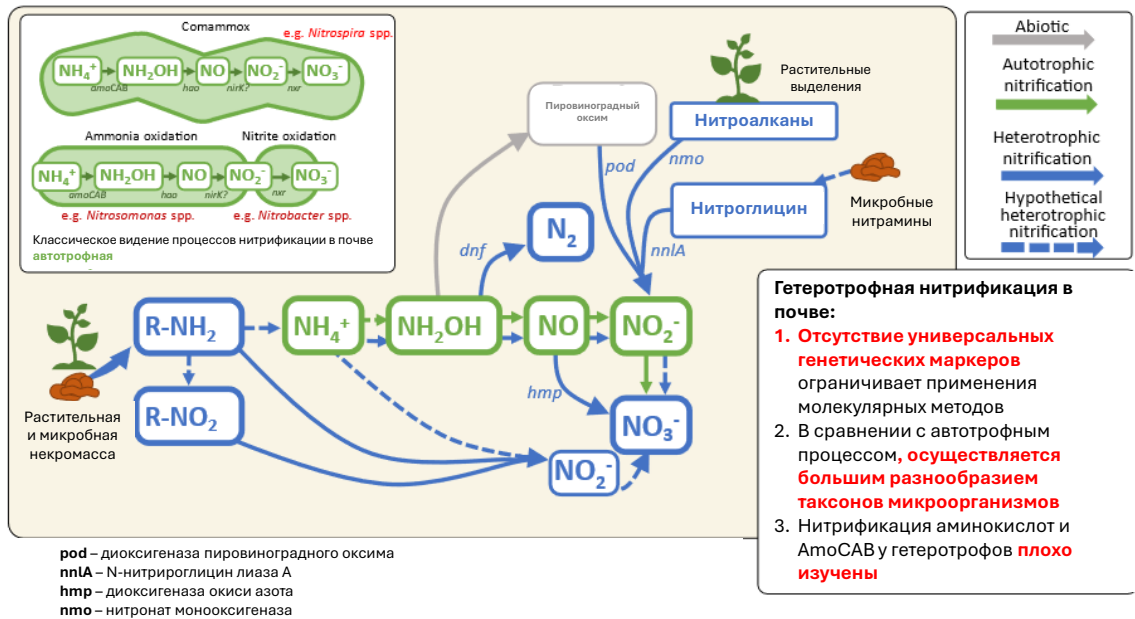 Comammox
e.g. Nitrospira spp.
NH₄⁺
NH₂OH
NO
NO₂⁻
NO₃⁻
amoCAB
hao
nirK?
nxr
Ammonia oxidation
Nitrite oxidation
NH₄⁺
NH₂OH
NO
NO₂⁻
NO₃⁻
amoCAB
hao
nirK?
nxr
e.g. Nitrosomonas spp.
e.g. Nitrobacter spp.
Классическое видение процессов нитрификации в почве
автотрофная
Пировиноградный
оксим
Растительные
выделения
Нитроалканы
pod
nmo
Нитроглицин
Микробные
нитрамины
nnlA
N₂
dnf
R-NH₂
NH₄⁺
NH₂OH
NO
NO₂⁻
R-NO₂
hmp
NO₃⁻
NO₂⁻
Растительная
и микробная
некромасса
Abiotic
Autotrophic
nitrification
Heterotrophic
nitrification
Hypothetical
heterotrophic
nitrification
Гетеротрофная нитрификация в
почве:
1. Отсутствие универсальных
генетических маркеров
ограничивает применения
молекулярных методов
2. В сравнении с автотрофным
процессом, осуществляется
большим разнообразием
таксонов микроорганизмов
3. Нитрификация аминокислот и
AmoCAB у гетеротрофов плохо
изучены
pod – диоксигеназа пировиноградного оксима
nnlA – N-нитрироглицин лиаза А
hmp – диоксигеназа окиси азота
nmo – нитронат монооксигеназа